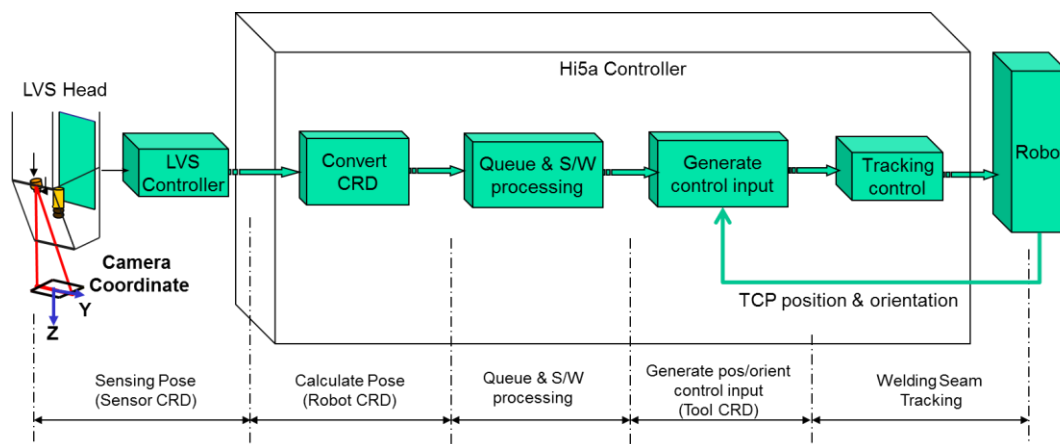 Hi5a Controller
LVS Head
LVS
Controller
Convert
CRD
Queue & S/W
processing
Generate
control input
Tracking
control
Robot
Camera
Coordinate
Y
Z
TCP position & orientation
Sensing Pose
(Sensor CRD)
Calculate Pose
(Robot CRD)
Queue & S/W
processing
Generate pos/orient
control input
(Tool CRD)
Welding Seam
Tracking